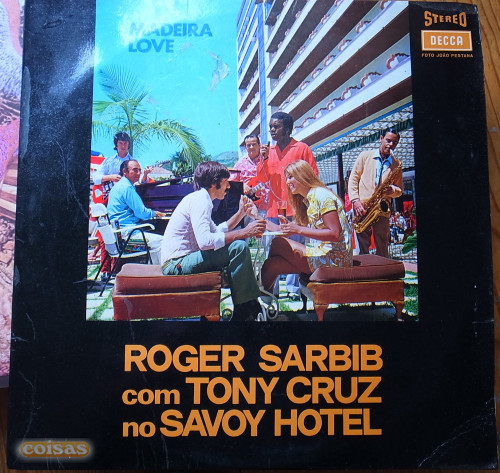 MADEIRA
LOVE
STEREO
DECCA
FOTO JOÃO PESTANA
ROGER SARBIB
com TONY CRUZ
no SAVOY HOTEL
coisas